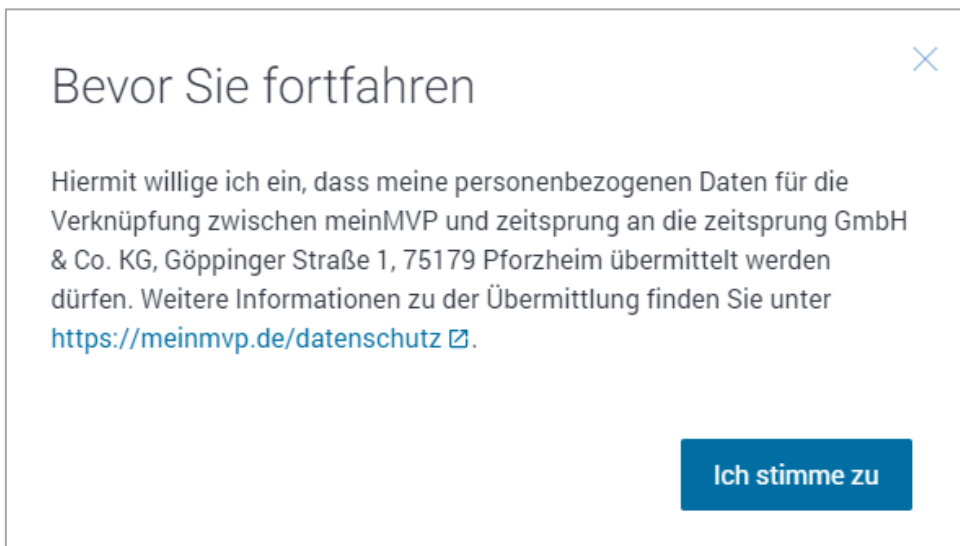 Bevor Sie fortfahren
Hiermit willige ich ein, dass meine personenbezogenen Daten für die
Verknüpfung zwischen meinMVP und zeitsprung an die zeitsprung GmbH
& Co. KG, Göppinger Straße 1, 75179 Pforzheim übermittelt werden
dürfen. Weitere Informationen zu der Übermittlung finden Sie unter
https://meinmvp.de/datenschutz.
Ich stimme zu